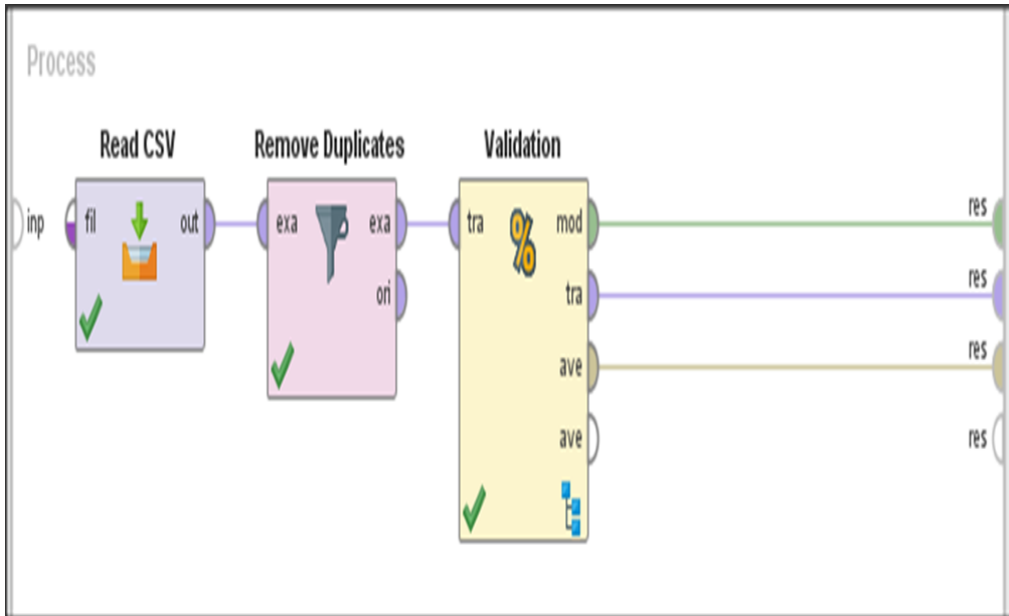 Process
Read CSV Remove Duplicates Validation
inp fil out exa exa tra mod res
ori tra res
ave res
ave res